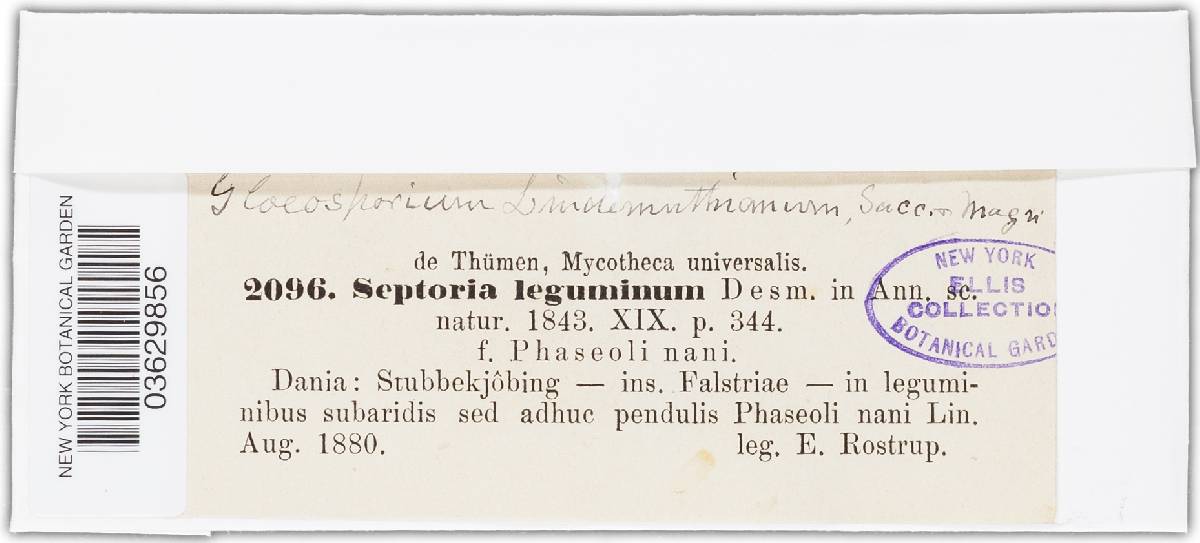 Gloeosporium Lindemuthianum, Sacc. & Magn
de Thümen, Mycotheca universalis.
2096. Septoria leguminum Desm. in Ann. sc.
natur. 1843. XIX. p. 344.
f. Phaseoli nani.
Dania: Stubbekjôbing — ins. Falstriae — in legumi-
nibus subaridis sed adhuc pendulis Phaseoli nani Lin.
Aug. 1880. leg. E. Rostrup.
NEW YORK
ELLIS
COLLECTIO
BOTANICAL GARD
NEW YORK BOTANICAL GARDEN
03629856